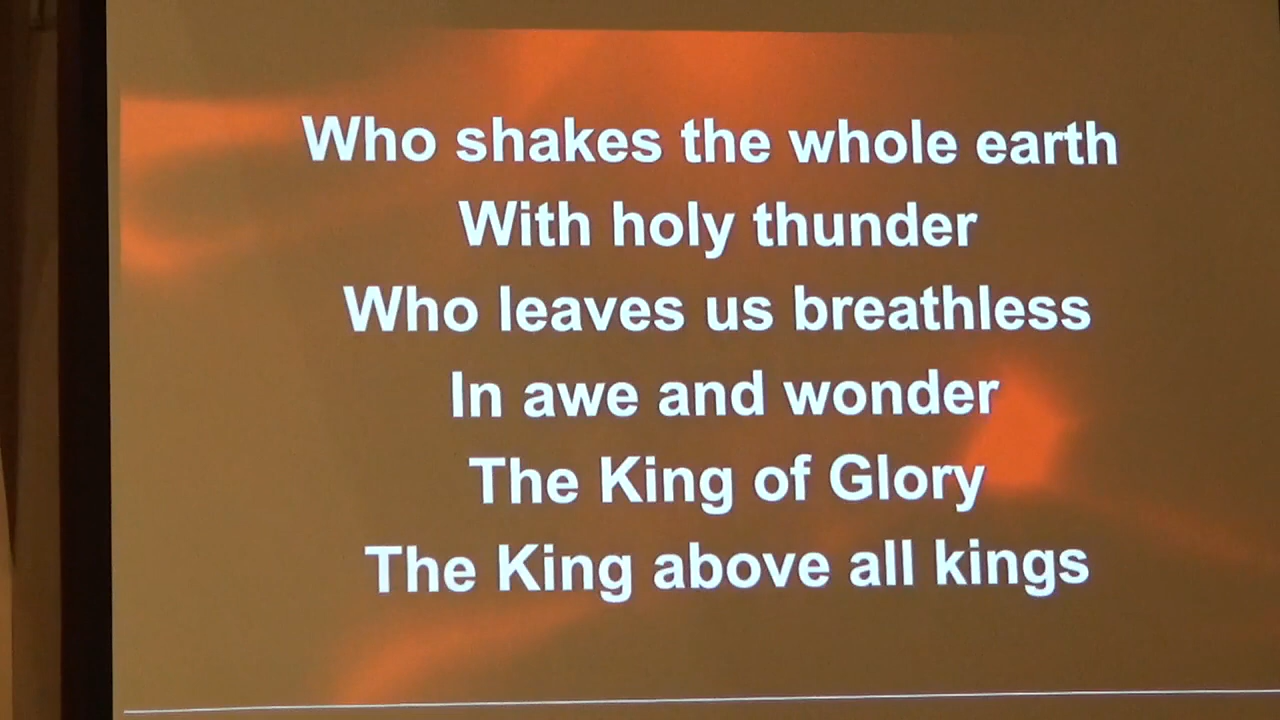 Who shakes the whole earth
With holy thunder
Who leaves us breathless
In awe and wonder
The King of Glory
The King above all kings